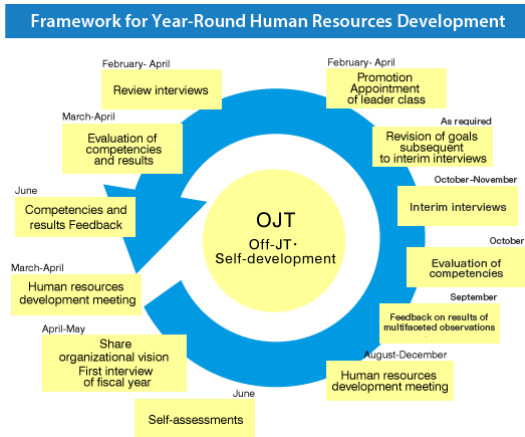 Framework for Year-Round Human Resources Development
February- April
Review interviews
February- April
Promotion
Appointment
of leader class
March-April
Evaluation of
competencies
and results
As required
Revision of goals
subsequent
to interim interviews
June
Competencies and
results Feedback
October-November
Interim interviews
OJT
Off-JT・
Self-development
October
Evaluation of
competencies
March-April
Human resources
development meeting
September
Feedback on results of
multifaceted observations
April-May
Share
organizational vision
First interview
of fiscal year
August-December
Human resources
development meeting
June
Self-assessments